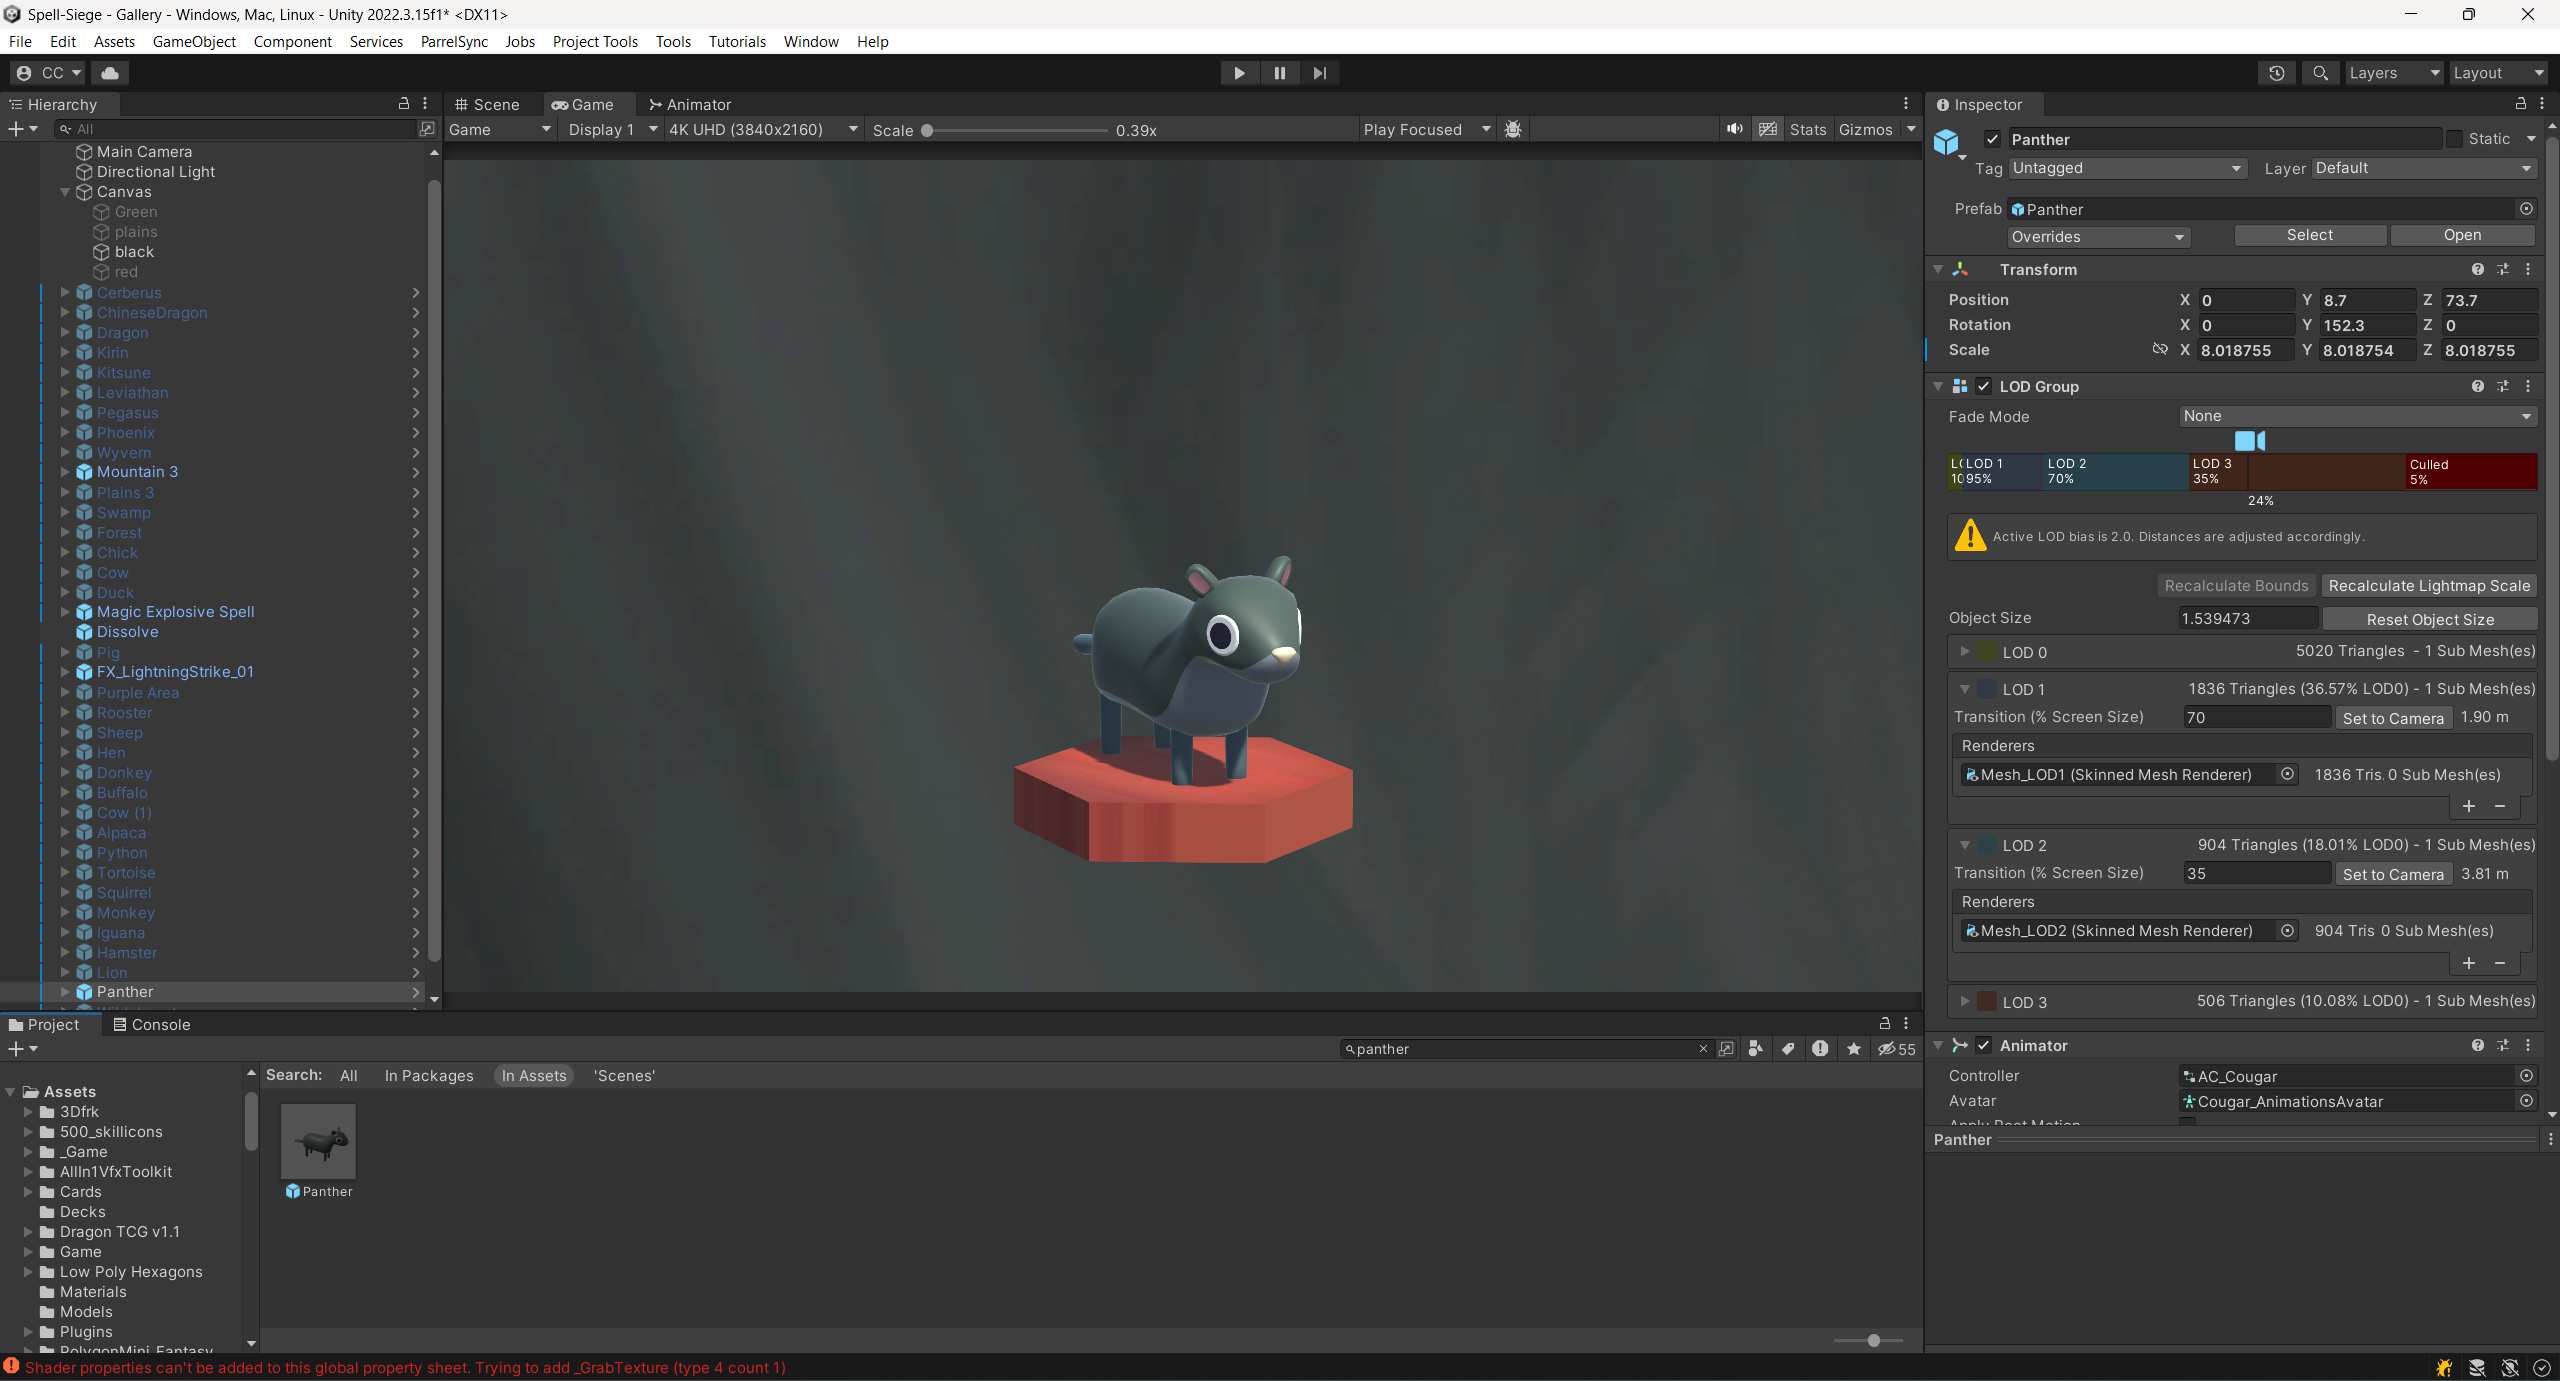 Spell-Siege - Gallery - Windows, Mac, Linux - Unity 2022.3.15f1* <DX11>
File Edit Assets GameObject Component Services ParrelSync Jobs Project Tools Tools Tutorials Window Help
CC
Layers
Layout
Hierarchy
All
Main Camera
Directional Light
Canvas
Green
plains
black
red
Cerberus
ChineseDragon
Dragon
Kirin
Kitsune
Leviathan
Pegasus
Phoenix
Wyvern
Mountain 3
Plains 3
Swamp
Forest
Chick
Cow
Duck
Magic Explosive Spell
Dissolve
Pig
FX_LightningStrike_01
Purple Area
Rooster
Sheep
Hen
Donkey
Buffalo
Cow (1)
Alpaca
Python
Tortoise
Squirrel
Monkey
Iguana
Hamster
Lion
Panther
Scene
Game
Animator
Game
Display 1
4K UHD (3840x2160)
Scale
0.39x
Play Focused
Stats
Gizmos
Inspector
Panther
Static
Tag Untagged
Layer Default
Prefab Panther
Overrides
Select
Open
Transform
Position X 0 Y 8.7 Z 73.7
Rotation X 0 Y 152.3 Z 0
Scale X 8.018755 Y 8.018754 Z 8.018755
LOD Group
Fade Mode None
LOD 1
95%
LOD 2
70%
LOD 3
35%
Culled
5%
24%
Active LOD bias is 2.0. Distances are adjusted accordingly.
Recalculate Bounds
Recalculate Lightmap Scale
Object Size 1.539473
Reset Object Size
LOD 0 5020 Triangles - 1 Sub Mesh(es)
LOD 1 1836 Triangles (36.57% LOD0) - 1 Sub Mesh(es)
Transition (% Screen Size) 70 Set to Camera 1.90 m
Renderers
Mesh_LOD1 (Skinned Mesh Renderer) 1836 Tris. 0 Sub Mesh(es)
LOD 2 904 Triangles (18.01% LOD0) - 1 Sub Mesh(es)
Transition (% Screen Size) 35 Set to Camera 3.81 m
Renderers
Mesh_LOD2 (Skinned Mesh Renderer) 904 Tris 0 Sub Mesh(es)
LOD 3 506 Triangles (10.08% LOD0) - 1 Sub Mesh(es)
Animator
Controller AC_Cougar
Avatar Cougar_AnimationsAvatar
Apply Root Motion
Panther
Project
Console
panther
55
Search: All In Packages In Assets 'Scenes'
Assets
3Dfrk
500_skillicons
_Game
AllIn1VfxToolkit
Cards
Decks
Dragon TCG v1.1
Game
Low Poly Hexagons
Materials
Models
Plugins
PolygonMini_Fantasy
Panther
Shader properties can't be added to this global property sheet. Trying to add _GrabTexture (type 4 count 1)